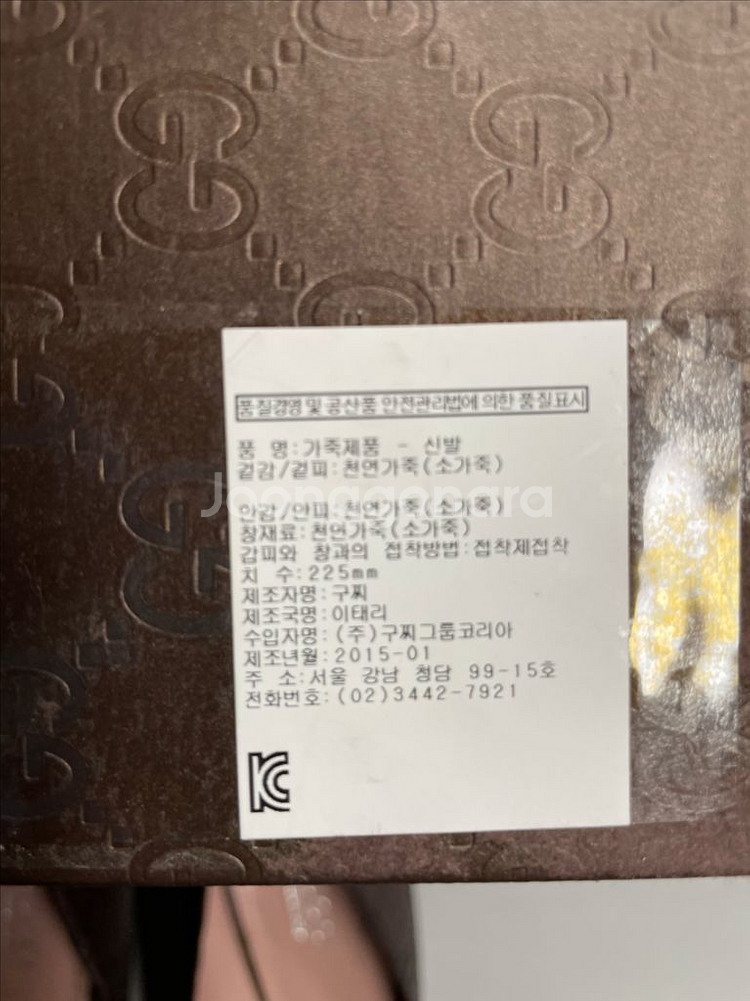 품질경영 및 공산품 안전관리법에 의한 품질표시
품 명:가죽제품 - 신발
겉감/겉피:천연가죽(소가죽)
Joonggonara
안감/안피:천연가죽(소가죽)
창재료:천연가죽(소가죽)
갑피와 창과의 접착방법:접착제접착
치 수:225mm
제조자명:구찌
제조국명:이태리
수입자명:(주)구찌그룹코리아
제조년월:2015-01
주 소:서울 강남 청담 99-15호
전화번호:(02)3442-7921
KC